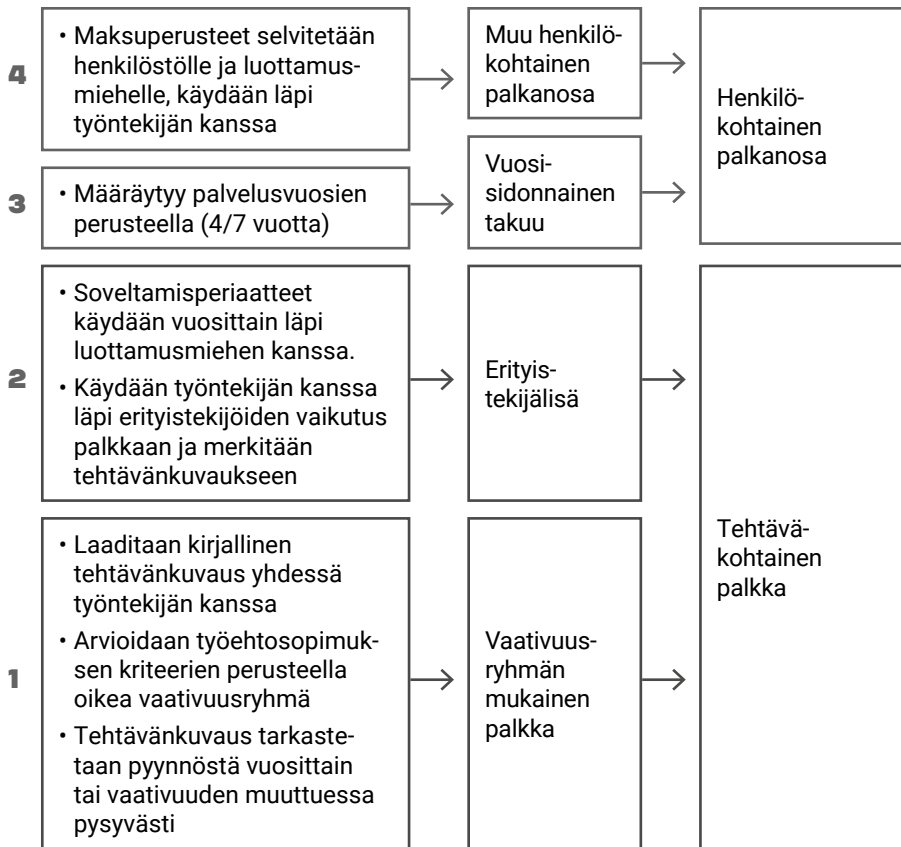 4
• Maksuperusteet selvitetään
henkilöstölle ja luottamus-
miehelle, käydään läpi
työntekijän kanssa
Muu henkilö-
kohtainen
palkanosa
Henkilö-
kohtainen
palkanosa
3
• Määräytyy palvelusvuosien
perusteella (4/7 vuotta)
Vuosi-
sidonnainen
takuu
2
• Soveltamisperiaatteet
käydään vuosittain läpi
luottamusmiehen kanssa.
• Käydään työntekijän kanssa
läpi erityistekijöiden vaikutus
palkkaan ja merkitään
tehtävänkuvaukseen
Erityis-
tekijälisä
Tehtävä-
kohtainen
palkka
1
• Laaditaan kirjallinen
tehtävänkuvaus yhdessä
työntekijän kanssa
• Arvioidaan työehtosopimuk-
sen kriteerien perusteella
oikea vaativuusryhmä
• Tehtävänkuvaus tarkaste-
taan pyynnöstä vuosittain
tai vaativuuden muuttuessa
pysyvästi
Vaativuus-
ryhmän
mukainen
palkka